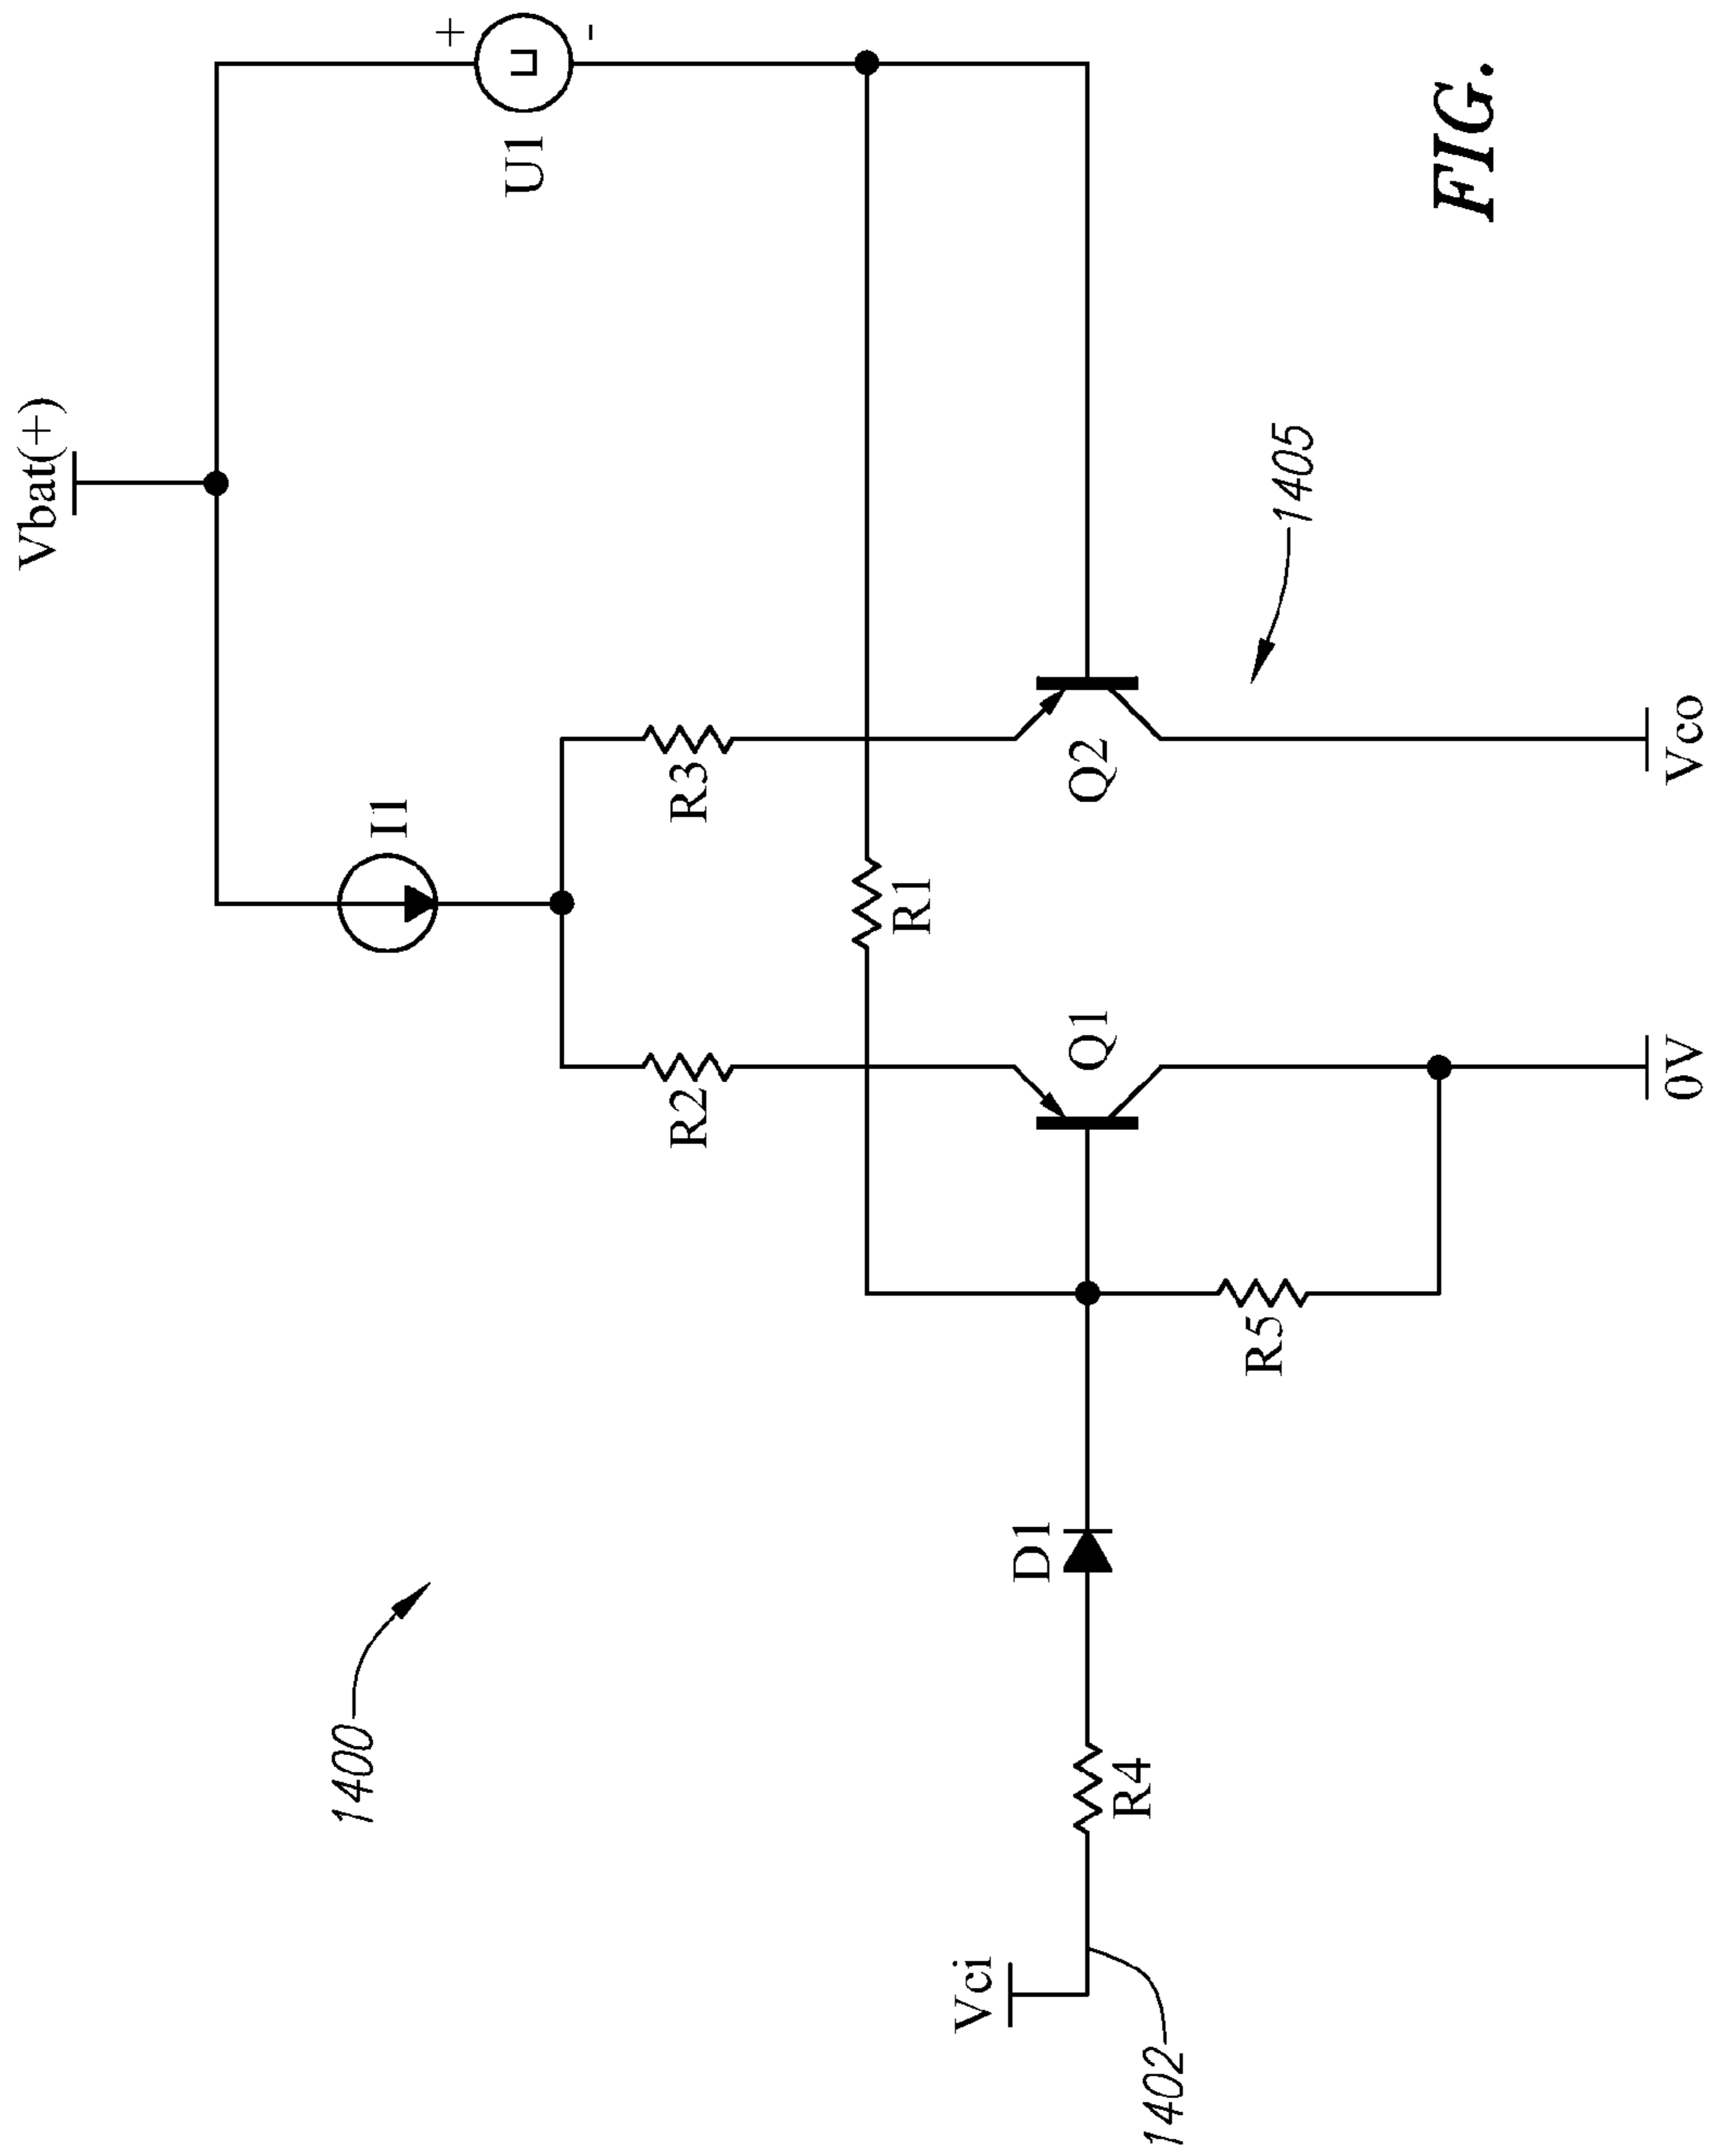 Vbat(+)
+
U
-
U1
I1
R3
R2
R1
Q2
Q1
1405
D1
R5
R4
1400
Vci
1402
Vco
0V
FIG.